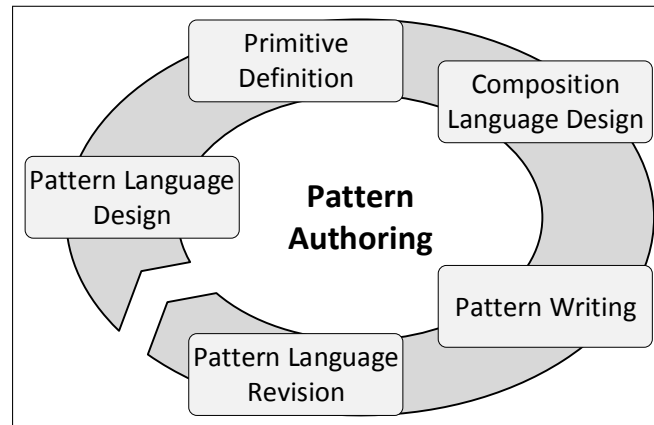 Primitive
Definition
Composition
Language Design
Pattern Language
Design
Pattern
Authoring
Pattern Writing
Pattern Language
Revision